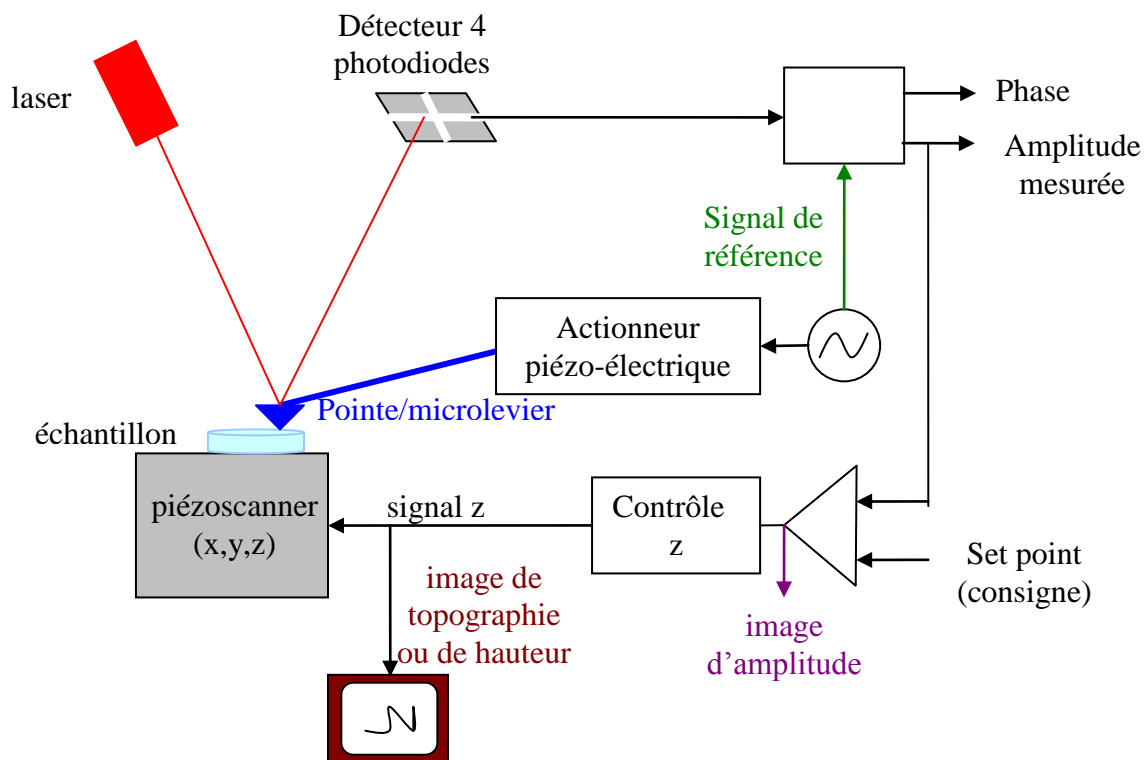 Détecteur 4
photodiodes
laser
Phase
Amplitude
mesurée
Signal de
référence
Actionneur
piézo-électrique
Pointe/microlevier
échantillon
piézoscanner
(x,y,z)
signal z
Contrôle
z
Set point
(consigne)
image de
topographie
ou de hauteur
image
d’amplitude